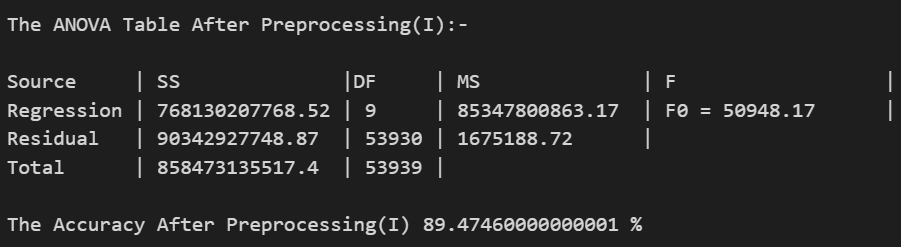 The ANOVA Table After Preprocessing(I):-
Source | SS |DF | MS | F |
Regression | 768130207768.52 | 9 | 85347800863.17 | F0 = 50948.17 |
Residual | 90342927748.87 | 53930 | 1675188.72 |
Total | 858473135517.4 | 53939 |
The Accuracy After Preprocessing(I) 89.47460000000001 %